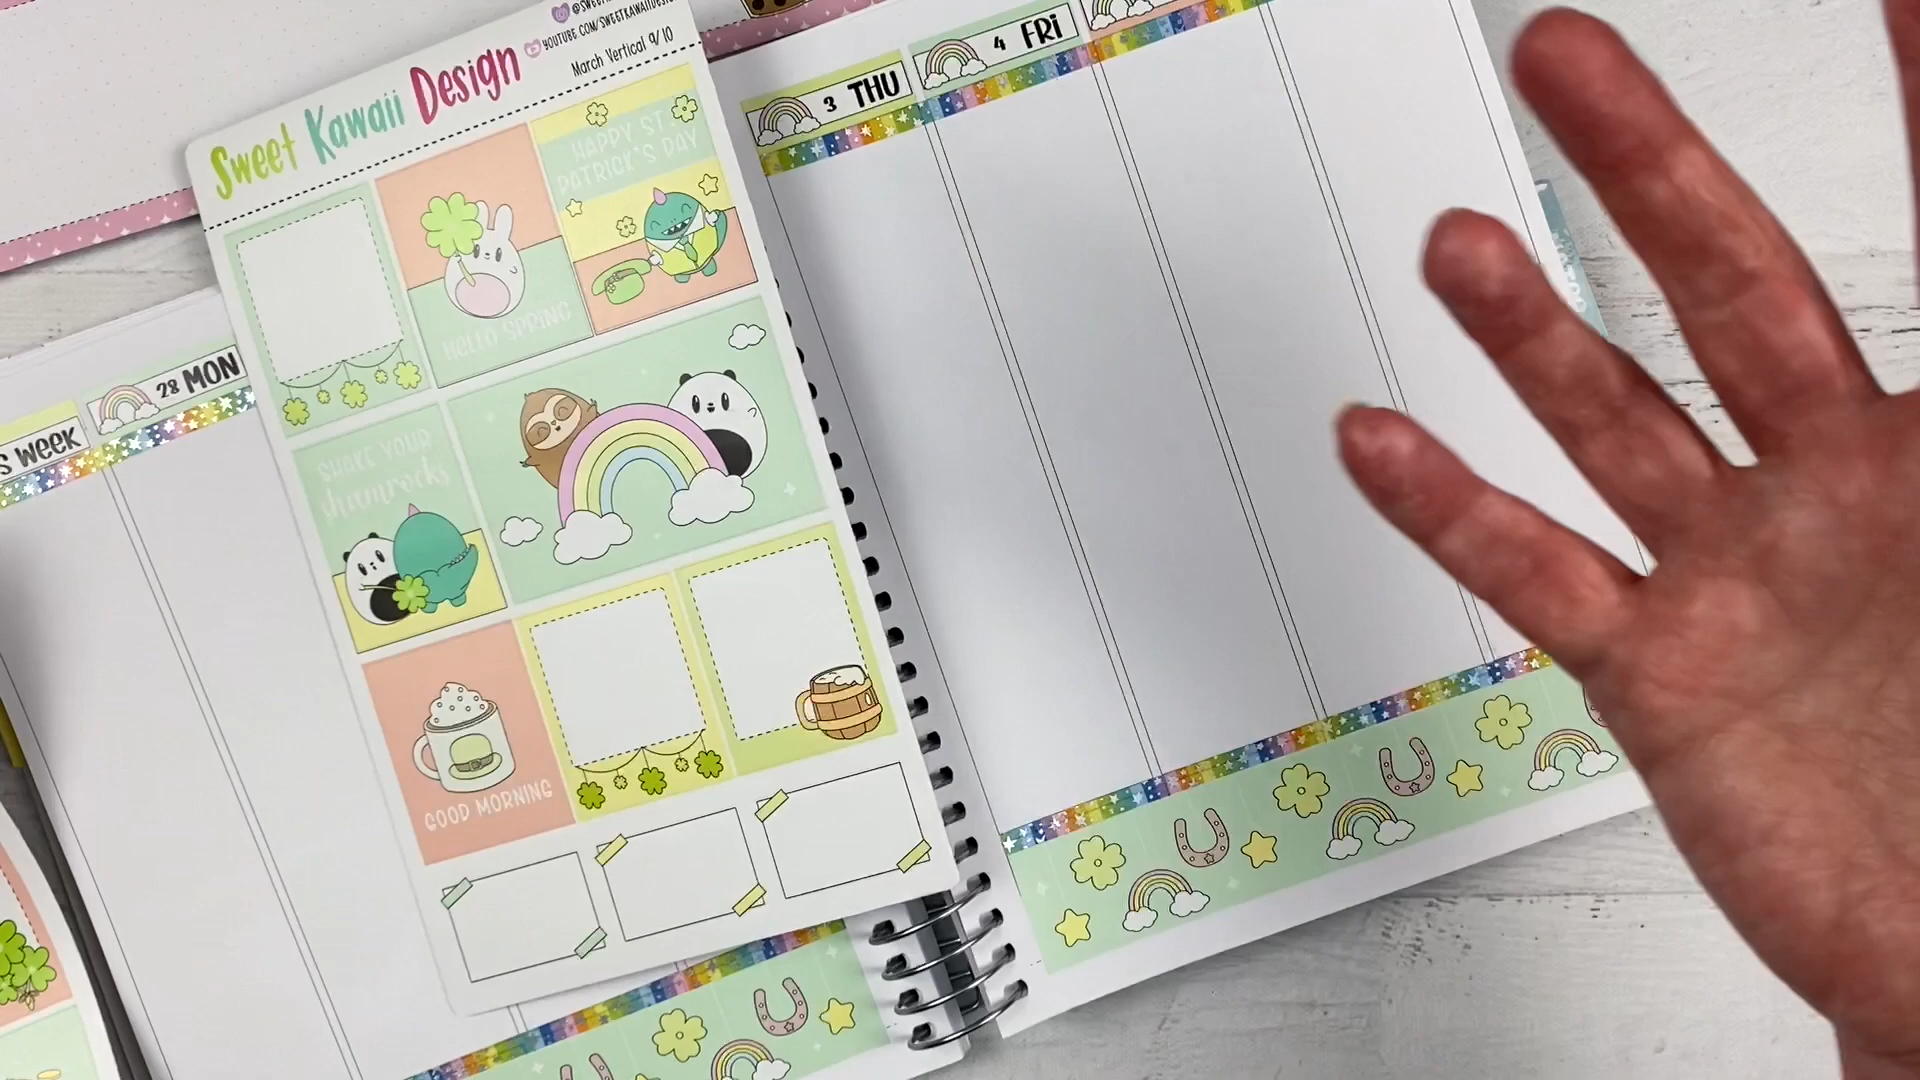 Sweet Kawaii Design
YOUTUBE.COM/SWEETKAWAIIDESIGN
March Vertical 9/10
HAPPY ST.
PATRICK'S DAY
HELLO SPRING
SHAKE YOUR
shamrocks
GOOD MORNING
WEEK
28 MON
3 THU
4 FRI